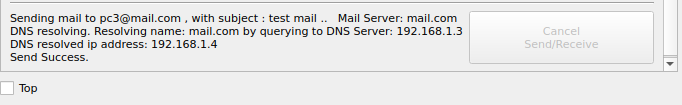 Sending mail to pc3@mail.com , with subject : test mail ..   Mail Server: mail.com
DNS resolving. Resolving name: mail.com by querying to DNS Server: 192.168.1.3
DNS resolved ip address: 192.168.1.4
Send Success.
Cancel
Send/Receive
Top